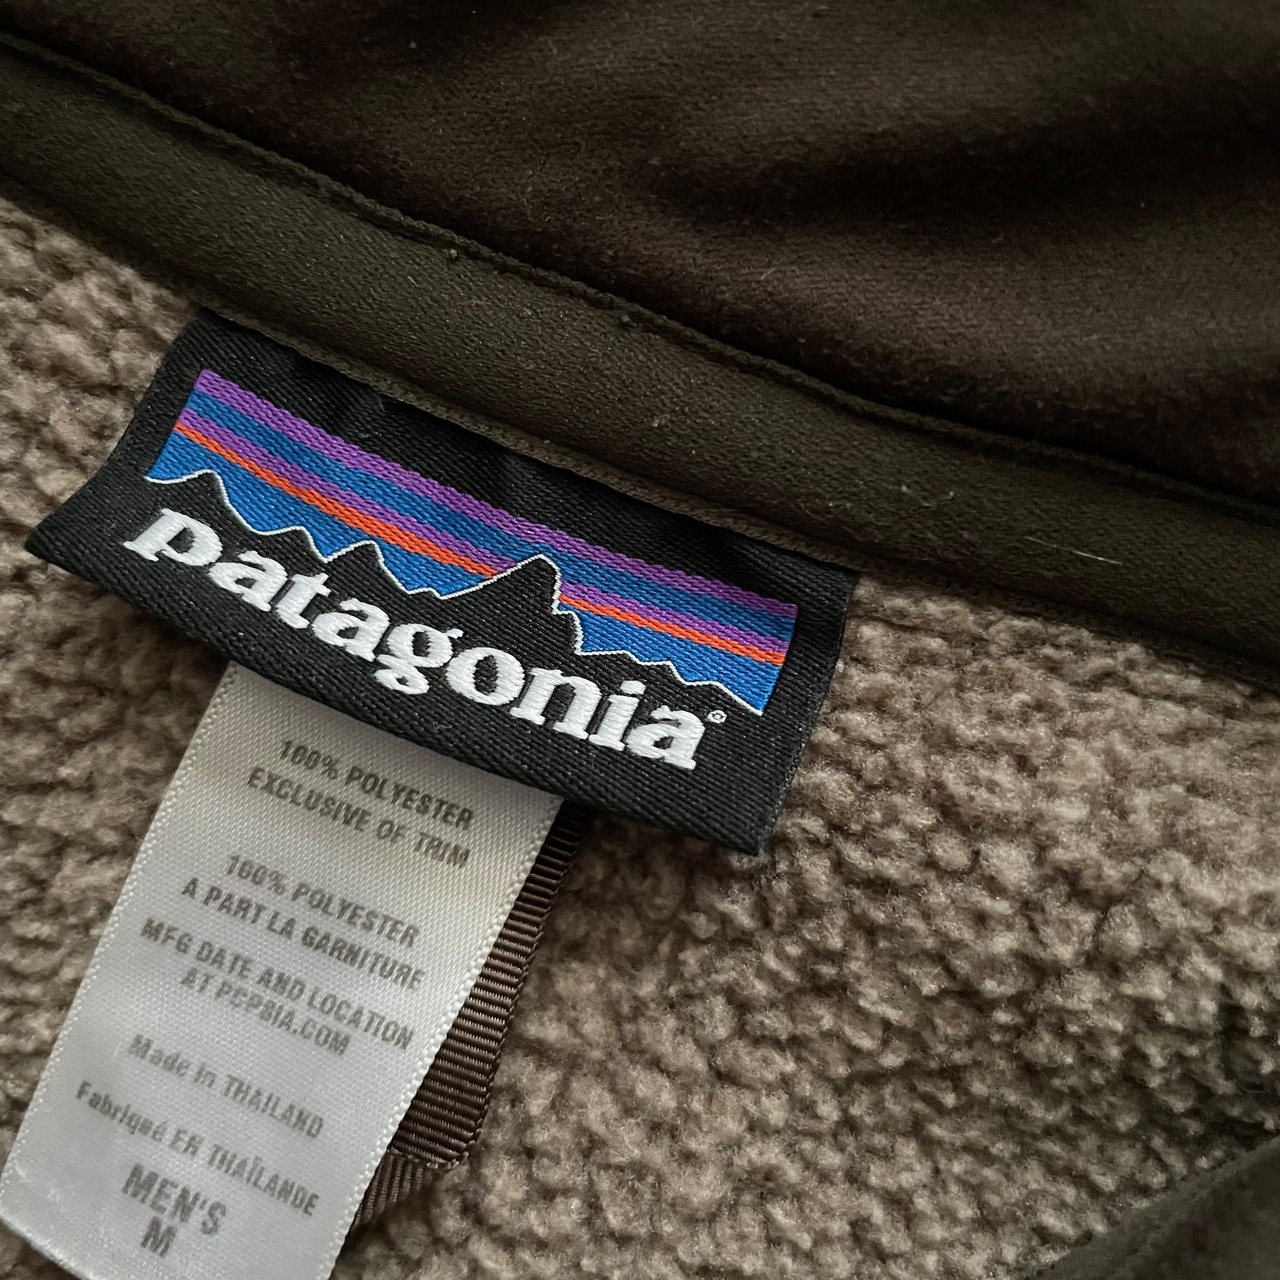 patagonia®
100% POLYESTER
EXCLUSIVE OF TRIM
100% POLYESTER
À PART LA GARNITURE
MFG DATE AND LOCATION
AT PCPSIA.COM
Made in THAILAND
Fabriqué EN THAÏLANDE
MEN'S
M